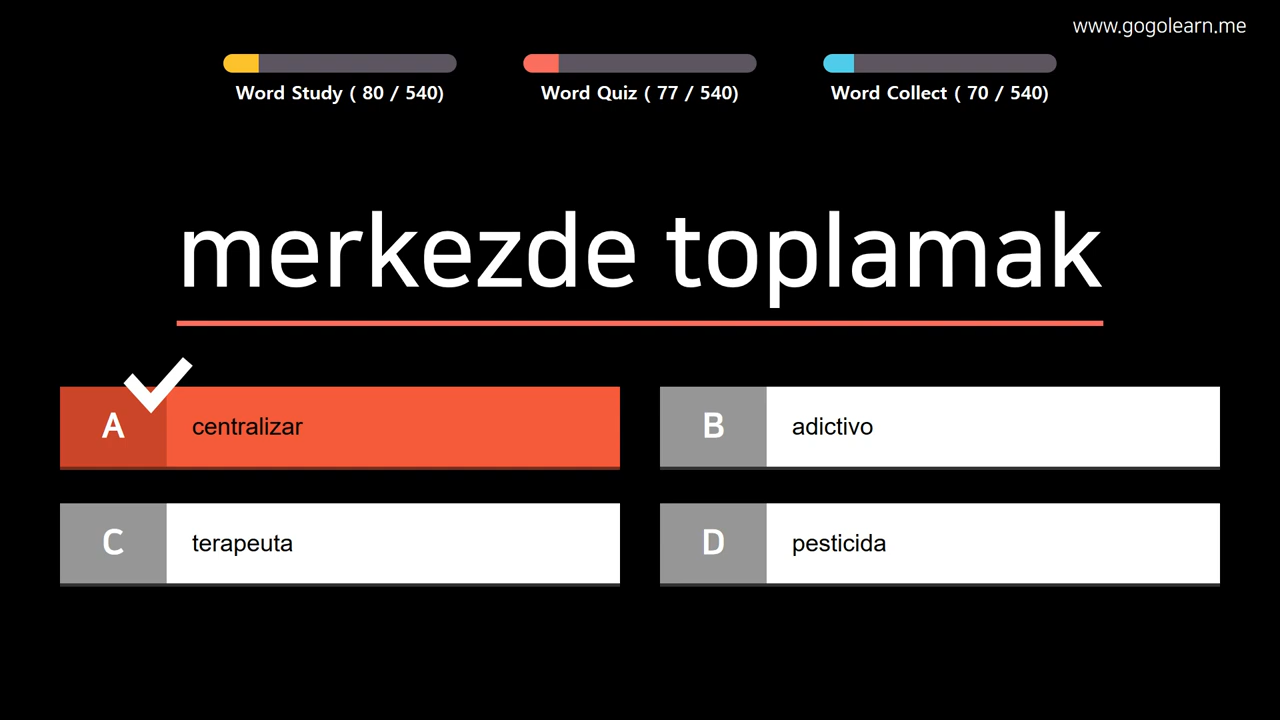 www.gogolearn.me
Word Study ( 80 / 540)
Word Quiz ( 77 / 540)
Word Collect ( 70 / 540)
merkezde toplamak
A centralizar
B adictivo
C terapeuta
D pesticida